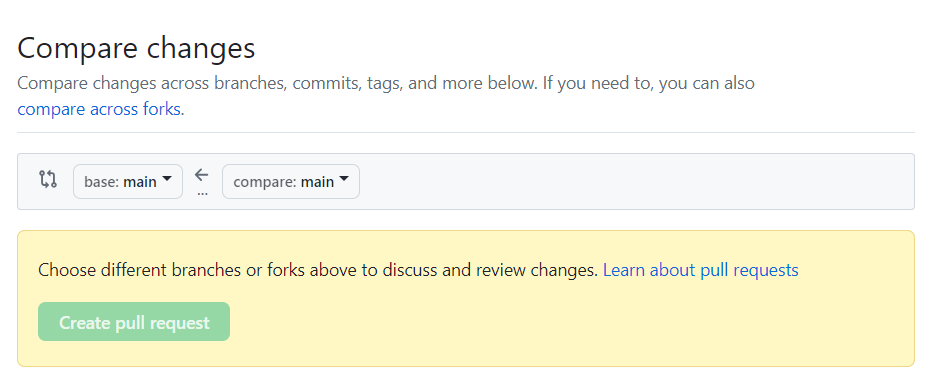 Compare changes
Compare changes across branches, commits, tags, and more below. If you need to, you can also
compare across forks.
base: main ... compare: main
Choose different branches or forks above to discuss and review changes. Learn about pull requests
Create pull request